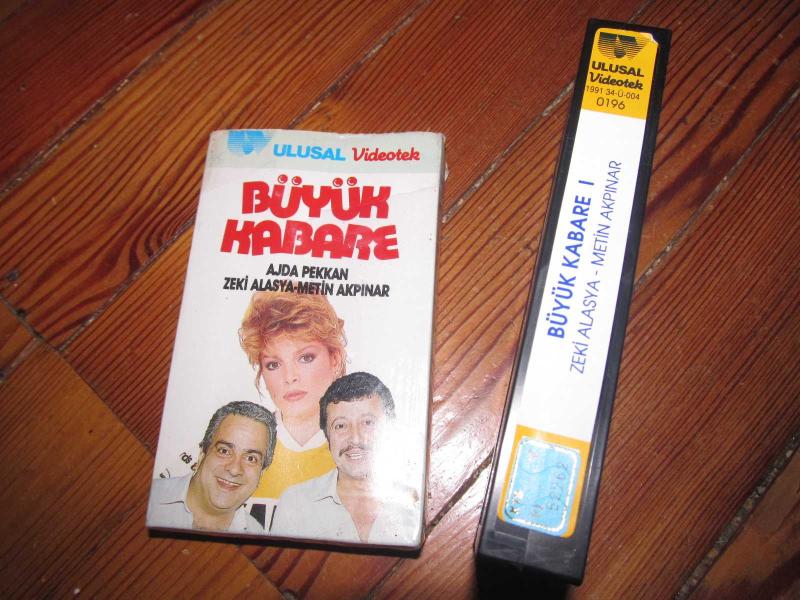 ULUSAL Videotek
BÜYÜK
KABARE
AJDA PEKKAN
ZEKİ ALASYA-METİN AKPINAR
ULUSAL
Videotek
1991 34-Ü-004
0196
BÜYÜK KABARE I
ZEKİ ALASYA - METİN AKPINAR